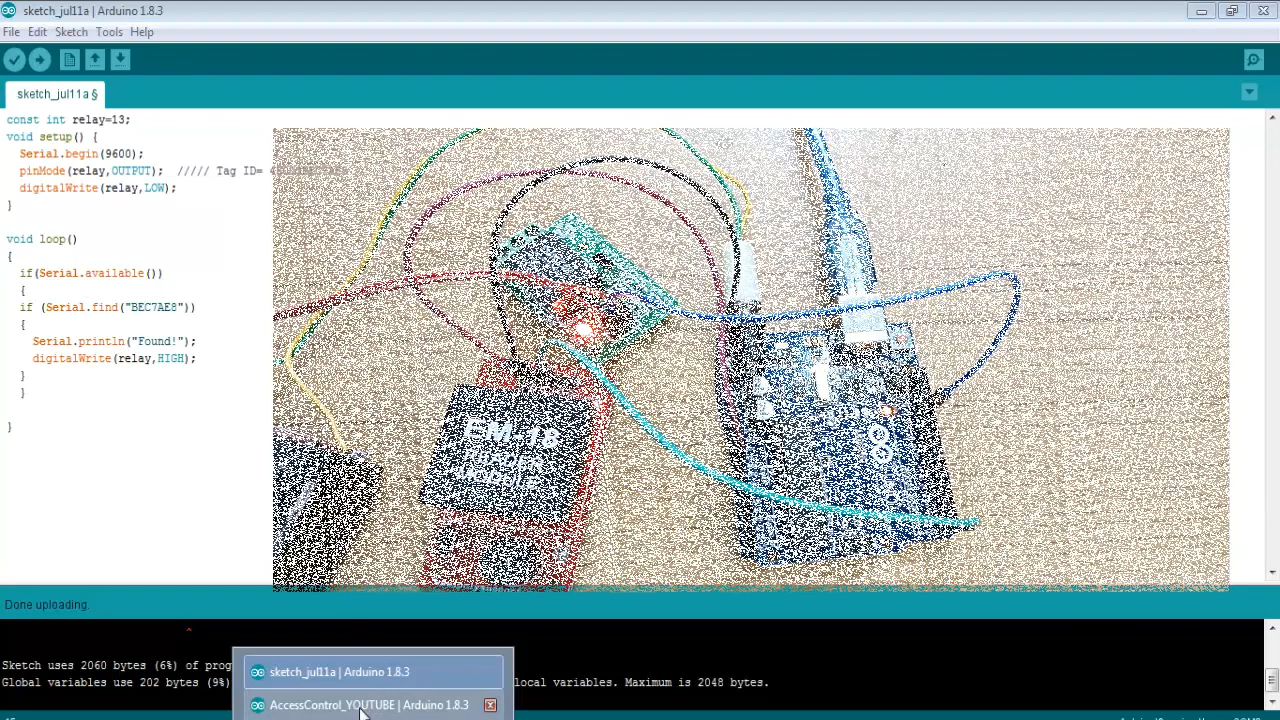 sketch_jul11a | Arduino 1.8.3
File Edit Sketch Tools Help
sketch_jul11a §
const int relay=13;
void setup() {
Serial.begin(9600);
pinMode(relay,OUTPUT); ///// Tag ID=
digitalWrite(relay,LOW);
}
void loop()
{
if(Serial.available())
{
if (Serial.find("BEC7AE8"))
{
Serial.println("Found!");
digitalWrite(relay,HIGH);
}
}
}
EM-18
Done uploading.
Sketch uses 2060 bytes (6%) of prog
Global variables use 202 bytes (9%) local variables. Maximum is 2048 bytes.
sketch_jul11a | Arduino 1.8.3
AccessControl_YOUTUBE | Arduino 1.8.3